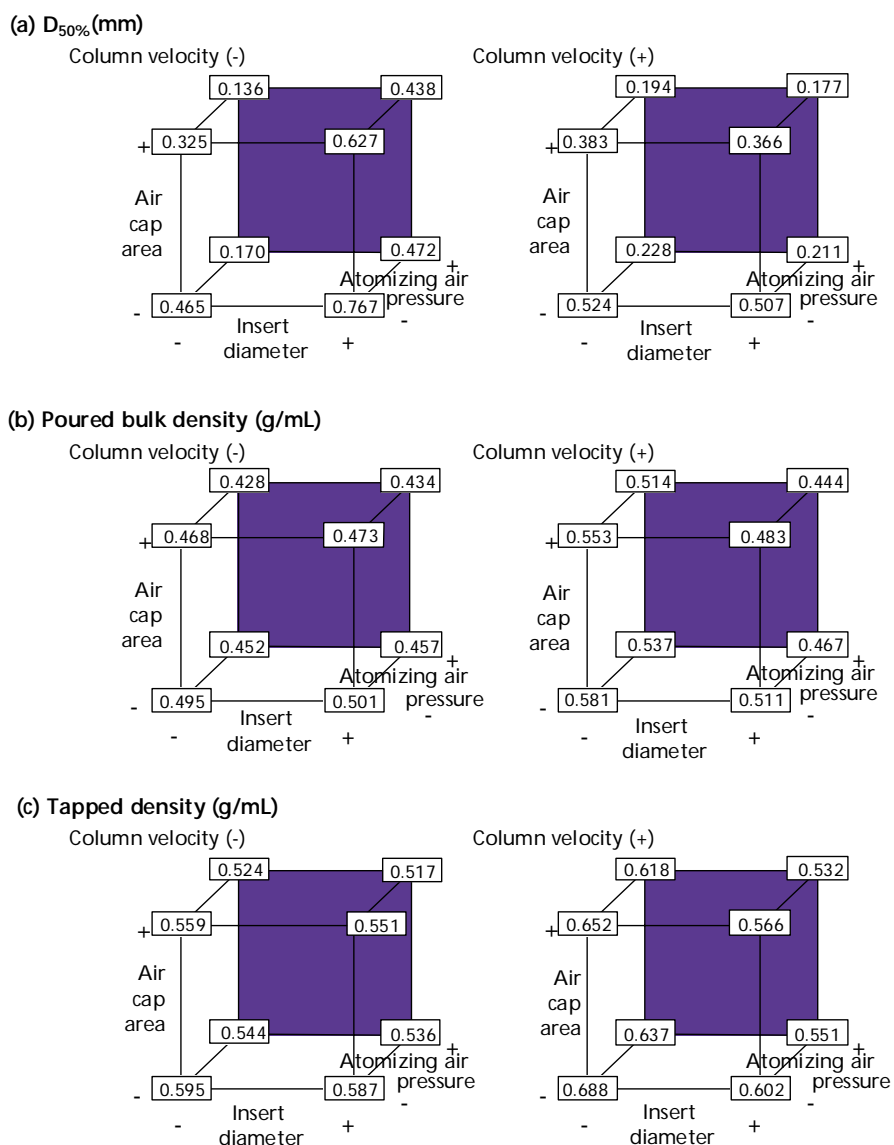 (a) D50%(mm)
Column velocity (-) Column velocity (+)
0.136 0.438 0.194 0.177
+ 0.325 0.627 + 0.383 0.366
Air
cap
area
Air
cap
area
0.170 0.472 + 0.228 0.211 +
Atomizing air
pressure
Atomizing air
pressure
- 0.465 0.767 - - 0.524 0.507 -
Insert
diameter
Insert
diameter
- + - +
(b) Poured bulk density (g/mL)
Column velocity (-) Column velocity (+)
0.428 0.434 0.514 0.444
+ 0.468 0.473 + 0.553 0.483
Air
cap
area
Air
cap
area
0.452 0.457 + 0.537 0.467 +
Atomizing air
pressure
Atomizing air
pressure
- 0.495 0.501 - - 0.581 0.511 -
Insert
diameter
Insert
diameter
- + - +
(c) Tapped density (g/mL)
Column velocity (-) Column velocity (+)
0.524 0.517 0.618 0.532
+ 0.559 0.551 + 0.652 0.566
Air
cap
area
Air
cap
area
0.544 0.536 + 0.637 0.551 +
Atomizing air
pressure
Atomizing air
pressure
- 0.595 0.587 - - 0.688 0.602 -
Insert
diameter
Insert
diameter
- + - +